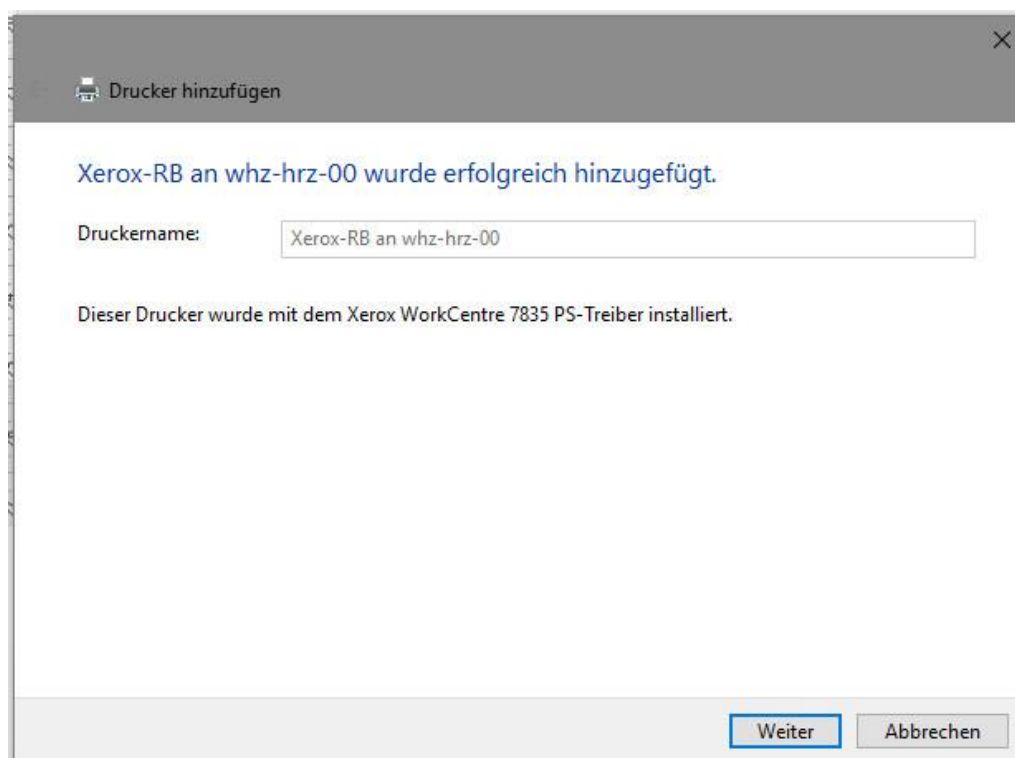 Drucker hinzufügen
Xerox-RB an whz-hrz-00 wurde erfolgreich hinzugefügt.
Druckername: Xerox-RB an whz-hrz-00
Dieser Drucker wurde mit dem Xerox WorkCentre 7835 PS-Treiber installiert.
Weiter Abbrechen